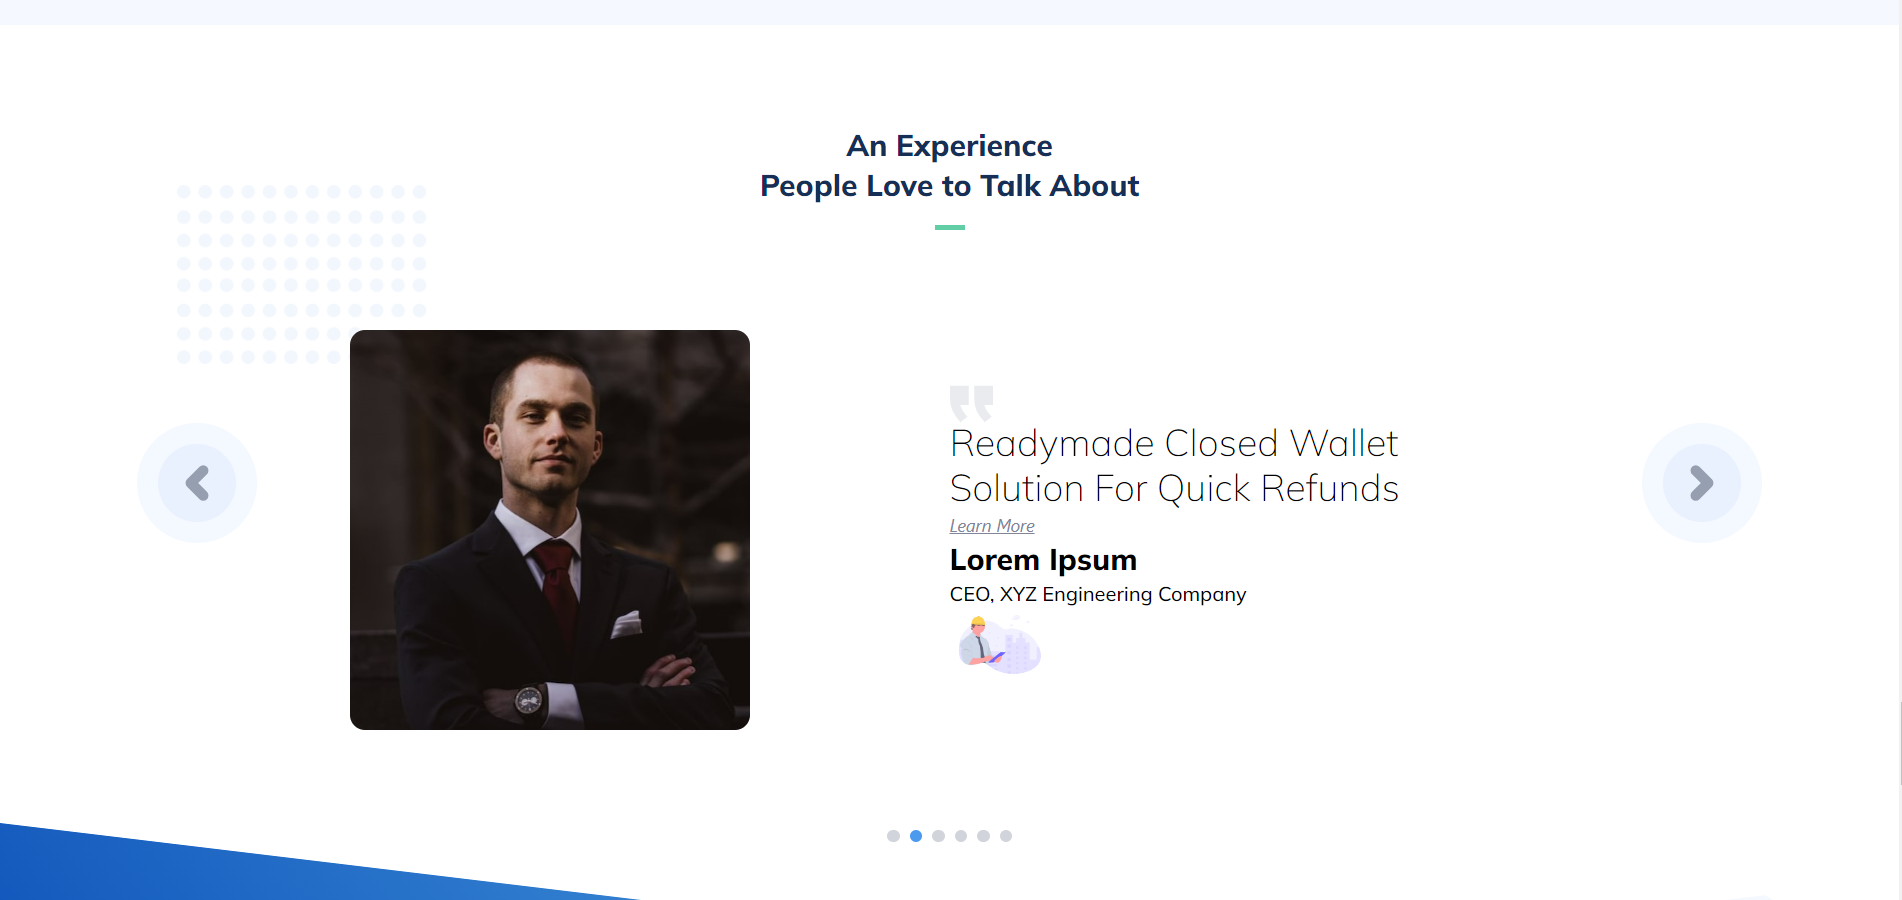 An Experience
People Love to Talk About
Readymade Closed Wallet
Solution For Quick Refunds
Learn More
Lorem Ipsum
CEO, XYZ Engineering Company